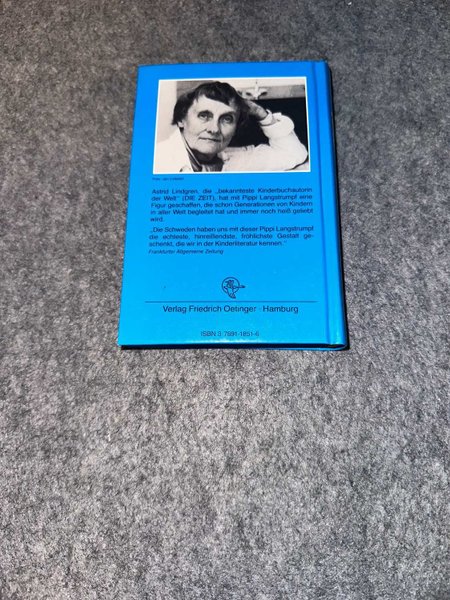 Astrid Lindgren, die „bekannteste Kinderbuchautorin
der Welt“ (DIE ZEIT), hat mit Pippi Langstrumpf eine
Figur geschaffen, die schon Generationen von Kindern
in aller Welt begleitet hat und immer noch heiß geliebt
wird.
„Die Schweden haben uns mit dieser Pippi Langstrumpf
die echteste, hinreißendste, fröhlichste Gestalt ge-
schenkt, die wir in der Kinderliteratur kennen.“
Frankfurter Allgemeine Zeitung
Verlag Friedrich Oetinger · Hamburg
ISBN 3 7891-1851-6